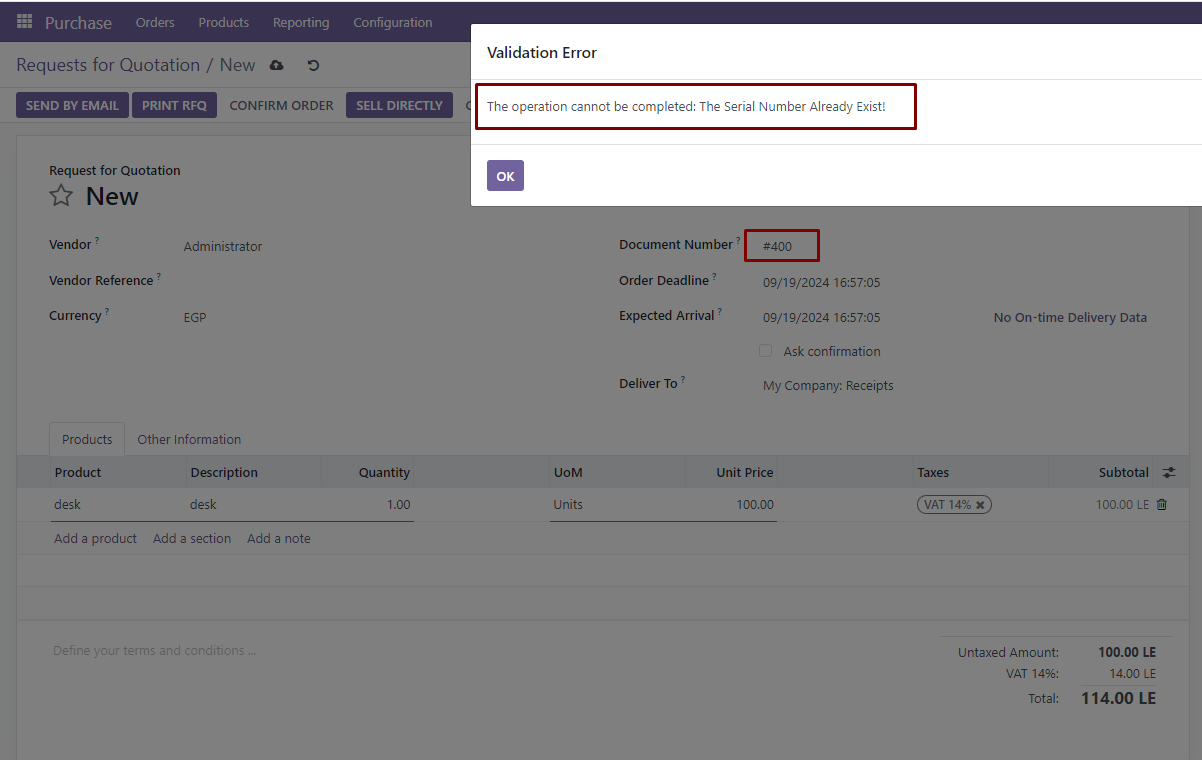 Purchase Orders Products Reporting Configuration
Validation Error
Requests for Quotation / New
The operation cannot be completed: The Serial Number Already Exist!
SEND BY EMAIL PRINT RFQ CONFIRM ORDER SELL DIRECTLY
OK
Request for Quotation
New
Vendor ? Administrator
Document Number ? #400
Vendor Reference ?
Order Deadline ? 09/19/2024 16:57:05
Currency ? EGP
Expected Arrival ? 09/19/2024 16:57:05 No On-time Delivery Data
Ask confirmation
Deliver To ? My Company: Receipts
Products Other Information
Product Description Quantity UoM Unit Price Taxes Subtotal
desk desk 1.00 Units 100.00 VAT 14% × 100.00 LE
Add a product Add a section Add a note
Define your terms and conditions ...
Untaxed Amount: 100.00 LE
VAT 14%: 14.00 LE
Total: 114.00 LE